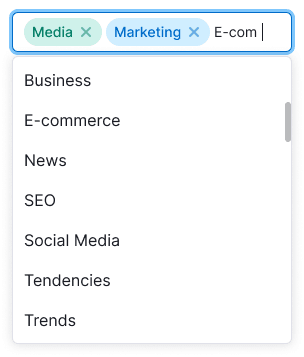 Media Marketing E-com
Business
E-commerce
News
SEO
Social Media
Tendencies
Trends